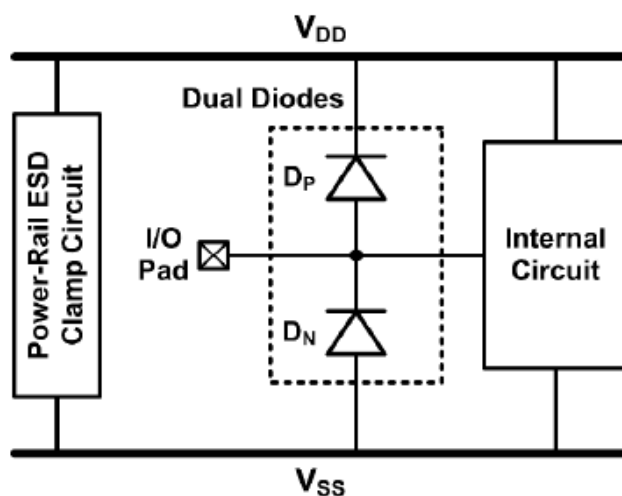 VDD
Dual Diodes
DP
I/O
Pad
DN
Power-Rail ESD
Clamp Circuit
Internal
Circuit
VSS